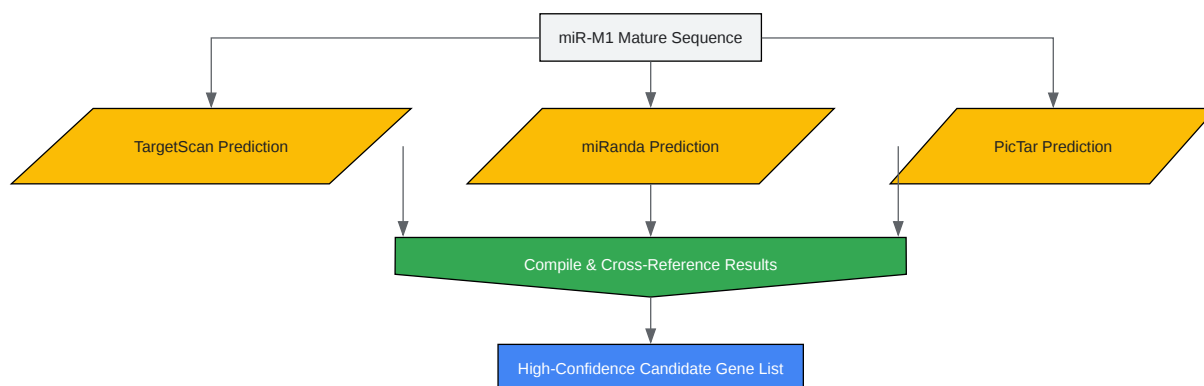 miR-M1 Mature Sequence
TargetScan Prediction
miRanda Prediction
PicTar Prediction
Compile & Cross-Reference Results
High-Confidence Candidate Gene List